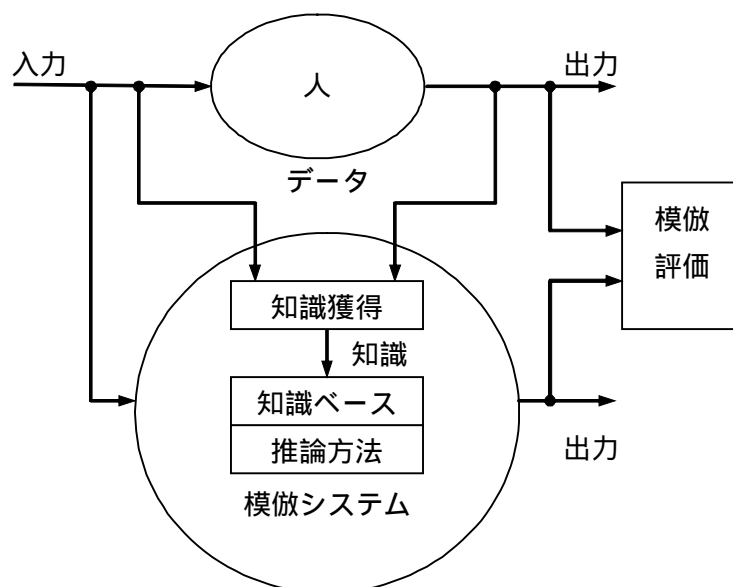 入力
人
出力
データ
模倣
評価
知識獲得
知識
知識ベース
推論方法
模倣システム
出力